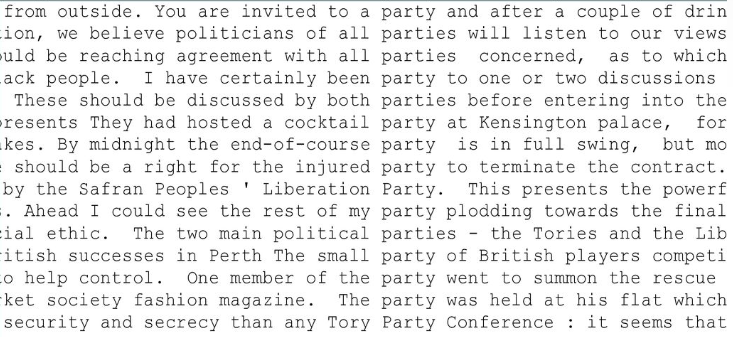 from outside. You are invited to a party and after a couple of drin
ion, we believe politicians of all parties will listen to our views
uld be reaching agreement with all parties  concerned,  as to which
ack people.  I have certainly been party to one or two discussions
These should be discussed by both parties before entering into the
presents They had hosted a cocktail party at Kensington palace,  for
kes. By midnight the end-of-course party  is in full swing,  but mo
e should be a right for the injured party to terminate the contract.
by the Safran Peoples ' Liberation Party.  This presents the powerf
s. Ahead I could see the rest of my party plodding towards the final
cial ethic.  The two main political parties - the Tories and the Lib
ritish successes in Perth The small party of British players competi
to help control.  One member of the party went to summon the rescue
rket society fashion magazine.  The party was held at his flat which
security and secrecy than any Tory Party Conference : it seems that